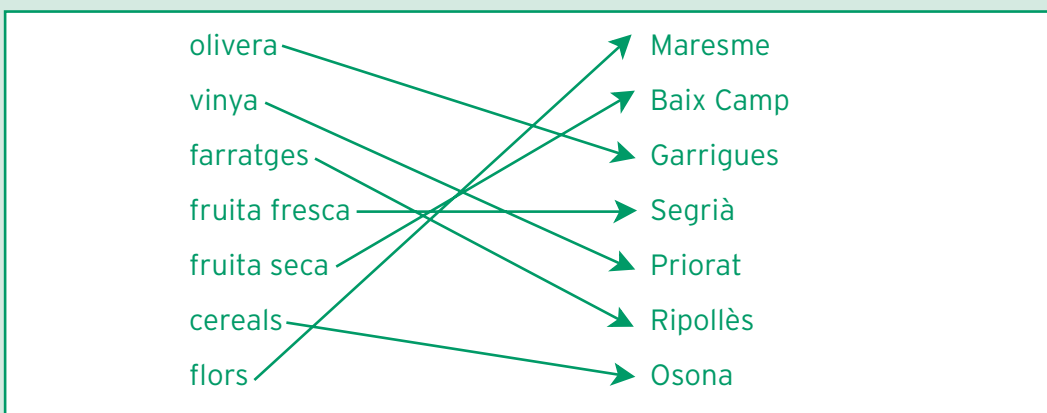 olivera Maresme
vinya Baix Camp
farratges Garrigues
fruita fresca Segrià
fruita seca Priorat
cereals Ripollès
flors Osona